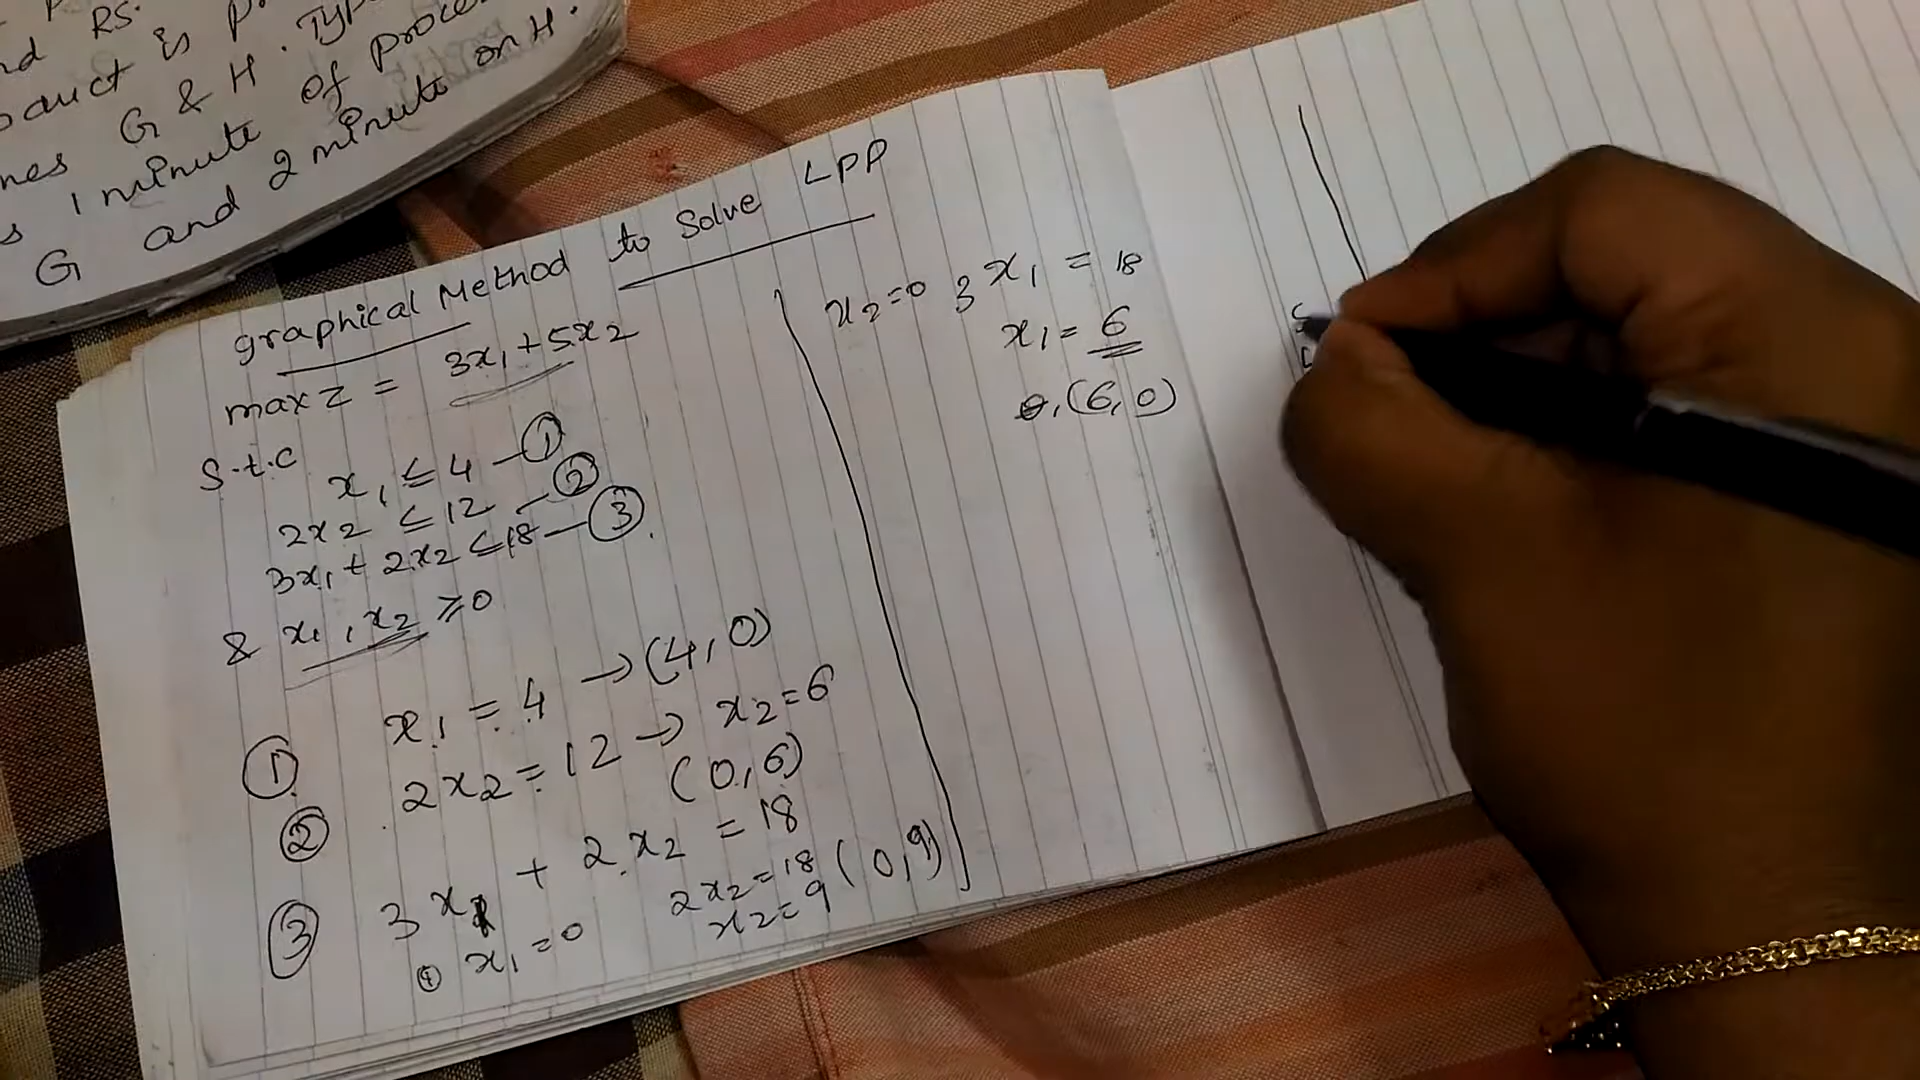 RS.
duct is
nes G & H. Typ
s 1 minute of proce
G and 2 minute on H.
graphical Method to Solve LPP
max Z = 3x1 + 5x2
S.t.c
x1 ≤ 4 — ①
2x2 ≤ 12 — ②
3x1 + 2x2 ≤ 18 — ③.
& x1, x2 ≥ 0
① x1 = 4 → (4, 0)
② 2x2 = 12 → x2 = 6
(0, 6)
③ 3x1 + 2x2 = 18
x1 = 0 2x2 = 18 (0, 9)
x2 = 9
x2 = 0 3x1 = 18
x1 = 6
(6, 0)